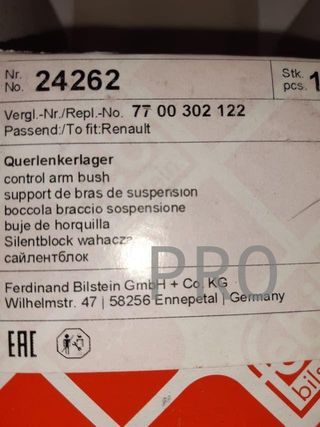 Nr. No. 24262 Stk. pcs. 1
Vergl.-Nr./Repl.-No. 77 00 302 122
Passend:/To fit:Renault
Querlenkerlager
control arm bush
support de bras de suspension
boccola braccio sospensione
buje de horquilla
Silentblock wahacza
сайлентблок
PRO
Ferdinand Bilstein GmbH + Co. KG
Wilhelmstr. 47 | 58256 Ennepetal | Germany
EAC
bils